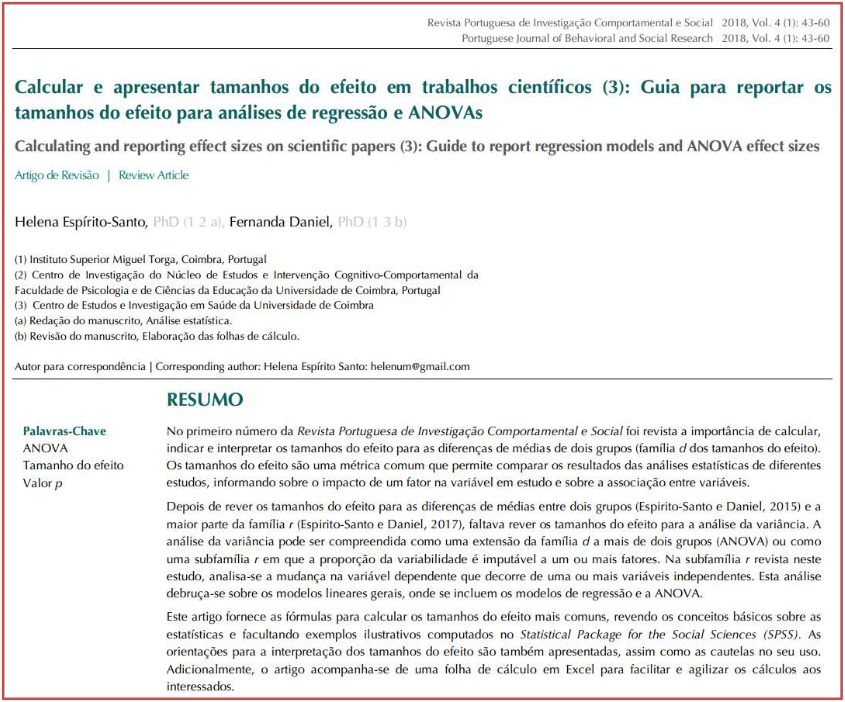 Revista Portuguesa de Investigação Comportamental e Social 2018, Vol. 4 (1): 43-60
Portuguese Journal of Behavioral and Social Research 2018, Vol. 4 (1): 43-60
Calcular e apresentar tamanhos do efeito em trabalhos científicos (3): Guia para reportar os
tamanhos do efeito para análises de regressão e ANOVAs
Calculating and reporting effect sizes on scientific papers (3): Guide to report regression models and ANOVA effect sizes
Artigo de Revisão | Review Article
Helena Espírito-Santo, PhD (1 2 a), Fernanda Daniel, PhD (1 3 b)
(1) Instituto Superior Miguel Torga, Coimbra, Portugal
(2) Centro de Investigação do Núcleo de Estudos e Intervenção Cognitivo-Comportamental da
Faculdade de Psicologia e de Ciências da Educação da Universidade de Coimbra, Portugal
(3) Centro de Estudos e Investigação em Saúde da Universidade de Coimbra
(a) Redação do manuscrito, Análise estatística.
(b) Revisão do manuscrito, Elaboração das folhas de cálculo.
Autor para correspondência | Corresponding author: Helena Espírito Santo: helenum@gmail.com
RESUMO
Palavras-Chave
ANOVA
Tamanho do efeito
Valor p
No primeiro número da Revista Portuguesa de Investigação Comportamental e Social foi revista a importância de calcular,
indicar e interpretar os tamanhos do efeito para as diferenças de médias de dois grupos (família d dos tamanhos do efeito).
Os tamanhos do efeito são uma métrica comum que permite comparar os resultados das análises estatísticas de diferentes
estudos, informando sobre o impacto de um fator na variável em estudo e sobre a associação entre variáveis.
Depois de rever os tamanhos do efeito para as diferenças de médias entre dois grupos (Espirito-Santo e Daniel, 2015) e a
maior parte da família r (Espirito-Santo e Daniel, 2017), faltava rever os tamanhos do efeito para a análise da variância. A
análise da variância pode ser compreendida como uma extensão da família d a mais de dois grupos (ANOVA) ou como
uma subfamília r em que a proporção da variabilidade é imputável a um ou mais fatores. Na subfamília r revista neste
estudo, analisa-se a mudança na variável dependente que decorre de uma ou mais variáveis independentes. Esta análise
debruça-se sobre os modelos lineares gerais, onde se incluem os modelos de regressão e a ANOVA.
Este artigo fornece as fórmulas para calcular os tamanhos do efeito mais comuns, revendo os conceitos básicos sobre as
estatísticas e facultando exemplos ilustrativos computados no Statistical Package for the Social Sciences (SPSS). As
orientações para a interpretação dos tamanhos do efeito são também apresentadas, assim como as cautelas no seu uso.
Adicionalmente, o artigo acompanha-se de uma folha de cálculo em Excel para facilitar e agilizar os cálculos aos
interessados.